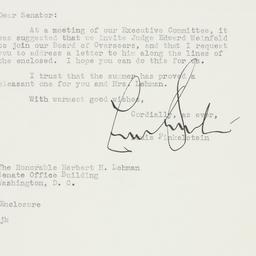 Dear Senator:
At a meeting of our Executive Committee, it
was suggested that we invite Judge Edward Weinfeld
to join our Board of Overseers, and that I request
you to address a letter to him along the lines of
the enclosed. I hope you can do this for us.
I trust that the summer has proved a
pleasant one for you and Mrs. Lehman.
With warmest good wishes,
Cordially, as ever,
Louis Finkelstein
The Honorable Herbert H. Lehman
Senate Office Building
Washington, D. C.
Enclosure
jk